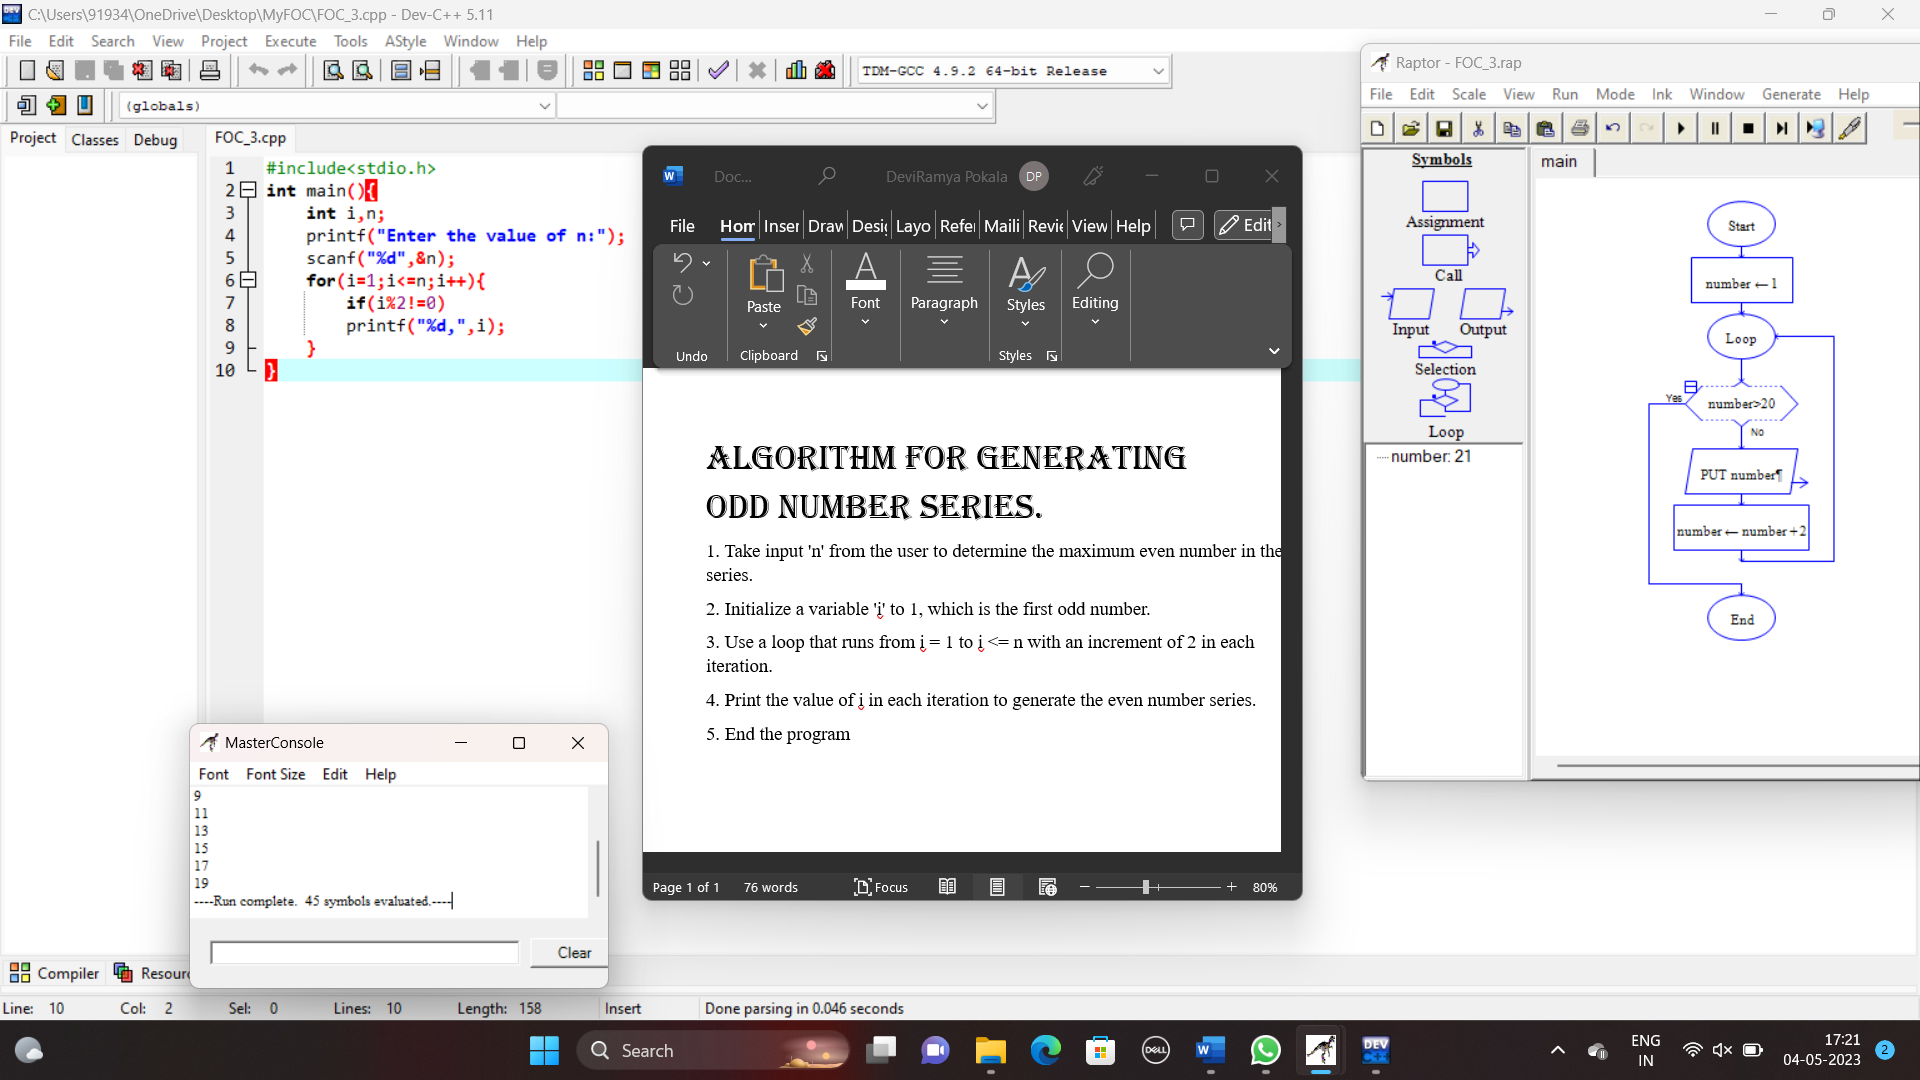 C:\Users\91934\OneDrive\Desktop\MyFOC\FOC_3.cpp - Dev-C++ 5.11
File Edit Search View Project Execute Tools AStyle Window Help
TDM-GCC 4.9.2 64-bit Release
(globals)
Project Classes Debug
FOC_3.cpp
1 #include<stdio.h>
2 int main(){
3 int i,n;
4 printf("Enter the value of n:");
5 scanf("%d",&n);
6 for(i=1;i<=n;i++){
7 if(i%2!=0)
8 printf("%d,",i);
9 }
10 }
Doc... DeviRamya Pokala DP
File Hor Inser Draw Desi Layo Refe Maili Revie View Help Edit
Undo
Paste
Clipboard
Font
Paragraph
Styles
Styles
Editing
ALGORITHM FOR GENERATING
ODD NUMBER SERIES.
1. Take input 'n' from the user to determine the maximum even number in the
series.
2. Initialize a variable 'i' to 1, which is the first odd number.
3. Use a loop that runs from i = 1 to i <= n with an increment of 2 in each
iteration.
4. Print the value of i in each iteration to generate the even number series.
5. End the program
Page 1 of 1 76 words Focus 80%
Raptor - FOC_3.rap
File Edit Scale View Run Mode Ink Window Generate Help
Symbols
Assignment
Call
Input Output
Selection
Loop
number: 21
main
Start
number ← 1
Loop
number>20
Yes
No
PUT number¶
number ← number+2
End
MasterConsole
Font Font Size Edit Help
9
11
13
15
17
19
----Run complete. 45 symbols evaluated.----
Clear
Compiler Resour
Line: 10 Col: 2 Sel: 0 Lines: 10 Length: 158 Insert Done parsing in 0.046 seconds
Search
DELL
DEV C++
ENG
IN
17:21
04-05-2023
2